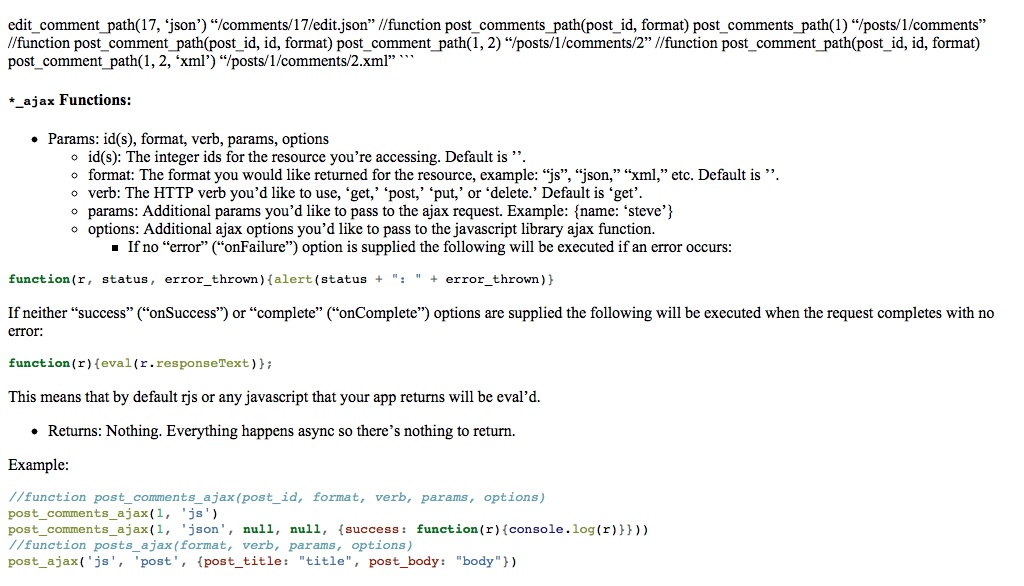 edit_comment_path(17, ‘json’) “/comments/17/edit.json” //function post_comments_path(post_id, format) post_comments_path(1) “/posts/1/comments”
//function post_comment_path(post_id, id, format) post_comment_path(1, 2) “/posts/1/comments/2” //function post_comment_path(post_id, id, format)
post_comment_path(1, 2, ‘xml’) “/posts/1/comments/2.xml” ```
*_ajax Functions:
• Params: id(s), format, verb, params, options
◦ id(s): The integer ids for the resource you’re accessing. Default is ’’.
◦ format: The format you would like returned for the resource, example: “js”, “json,” “xml,” etc. Default is ’’.
◦ verb: The HTTP verb you’d like to use, ‘get,’ ‘post,’ ‘put,’ or ‘delete.’ Default is ‘get’.
◦ params: Additional params you’d like to pass to the ajax request. Example: {name: ‘steve’}
◦ options: Additional ajax options you’d like to pass to the javascript library ajax function.
▪ If no “error” (“onFailure”) option is supplied the following will be executed if an error occurs:
function(r, status, error_thrown){alert(status + ": " + error_thrown)}
If neither “success” (“onSuccess”) or “complete” (“onComplete”) options are supplied the following will be executed when the request completes with no
error:
function(r){eval(r.responseText)};
This means that by default rjs or any javascript that your app returns will be eval’d.
• Returns: Nothing. Everything happens async so there’s nothing to return.
Example:
//function post_comments_ajax(post_id, format, verb, params, options)
post_comments_ajax(1, 'js')
post_comments_ajax(1, 'json', null, null, {success: function(r){console.log(r)}}))
//function posts_ajax(format, verb, params, options)
post_ajax('js', 'post', {post_title: "title", post_body: "body"})